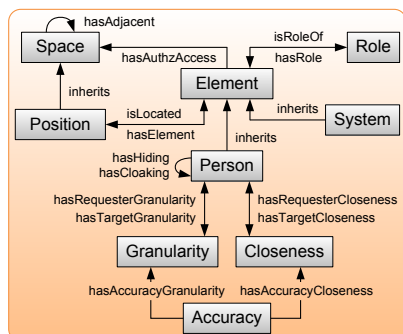 hasAdjacent
Space
isRoleOf
Role
hasAuthzAccess
hasRole
Element
inherits
isLocated
inherits
Position
hasElement
System
hasHiding
inherits
hasCloaking
Person
hasRequesterGranularity
hasRequesterCloseness
hasTargetGranularity
hasTargetCloseness
Granularity
Closeness
hasAccuracyGranularity
hasAccuracyCloseness
Accuracy